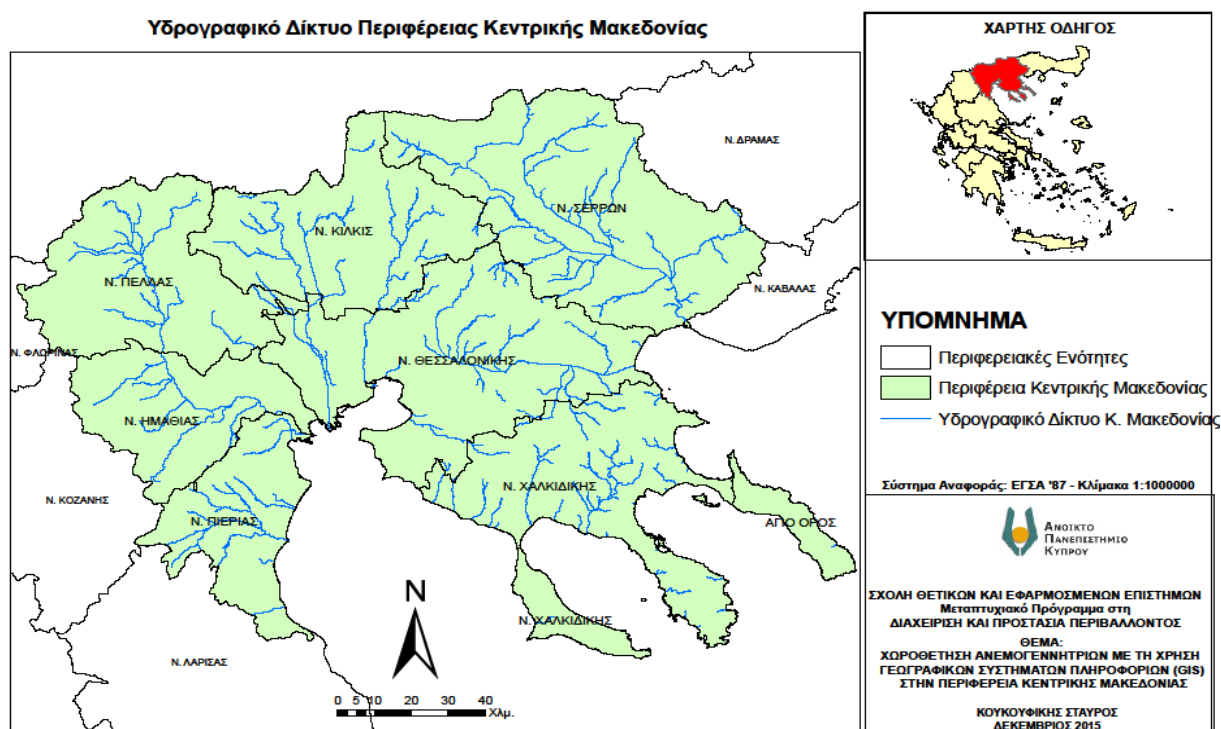 Υδρογραφικό Δίκτυο Περιφέρειας Κεντρικής Μακεδονίας
Ν. ΔΡΑΜΑΣ
Ν. ΣΕΡΡΩΝ
Ν. ΚΙΛΚΙΣ
Ν. ΠΕΛΛΑΣ
Ν. ΚΑΒΑΛΑΣ
Ν. ΦΛΩΡΙΝΑΣ
Ν. ΘΕΣΣΑΛΟΝΙΚΗΣ
Ν. ΗΜΑΘΙΑΣ
Ν. ΚΟΖΑΝΗΣ
Ν. ΧΑΛΚΙΔΙΚΗΣ
Ν. ΠΙΕΡΙΑΣ
ΑΓΙΟ ΟΡΟΣ
Ν. ΧΑΛΚΙΔΙΚΗΣ
Ν. ΛΑΡΙΣΑΣ
N
0 5 10 20 30 40
Χλμ.
ΧΑΡΤΗΣ ΟΔΗΓΟΣ
ΥΠΟΜΝΗΜΑ
Περιφερειακές Ενότητες
Περιφέρεια Κεντρικής Μακεδονίας
Υδρογραφικό Δίκτυο Κ. Μακεδονίας
Σύστημα Αναφοράς: ΕΓΣΑ '87 - Κλίμακα 1:1000000
ΑΝΟΙΚΤΟ
ΠΑΝΕΠΙΣΤΗΜΙΟ
ΚΥΠΡΟΥ
ΣΧΟΛΗ ΘΕΤΙΚΩΝ ΚΑΙ ΕΦΑΡΜΟΣΜΕΝΩΝ ΕΠΙΣΤΗΜΩΝ
Μεταπτυχιακό Πρόγραμμα στη
ΔΙΑΧΕΙΡΙΣΗ ΚΑΙ ΠΡΟΣΤΑΣΙΑ ΠΕΡΙΒΑΛΛΟΝΤΟΣ
ΘΕΜΑ:
ΧΩΡΟΘΕΤΗΣΗ ΑΝΕΜΟΓΕΝΝΗΤΡΙΩΝ ΜΕ ΤΗ ΧΡΗΣΗ
ΓΕΩΓΡΑΦΙΚΩΝ ΣΥΣΤΗΜΑΤΩΝ ΠΛΗΡΟΦΟΡΙΩΝ (GIS)
ΣΤΗΝ ΠΕΡΙΦΕΡΕΙΑ ΚΕΝΤΡΙΚΗΣ ΜΑΚΕΔΟΝΙΑΣ
ΚΟΥΚΟΥΦΙΚΗΣ ΣΤΑΥΡΟΣ
ΔΕΚΕΜΒΡΙΟΣ 2015